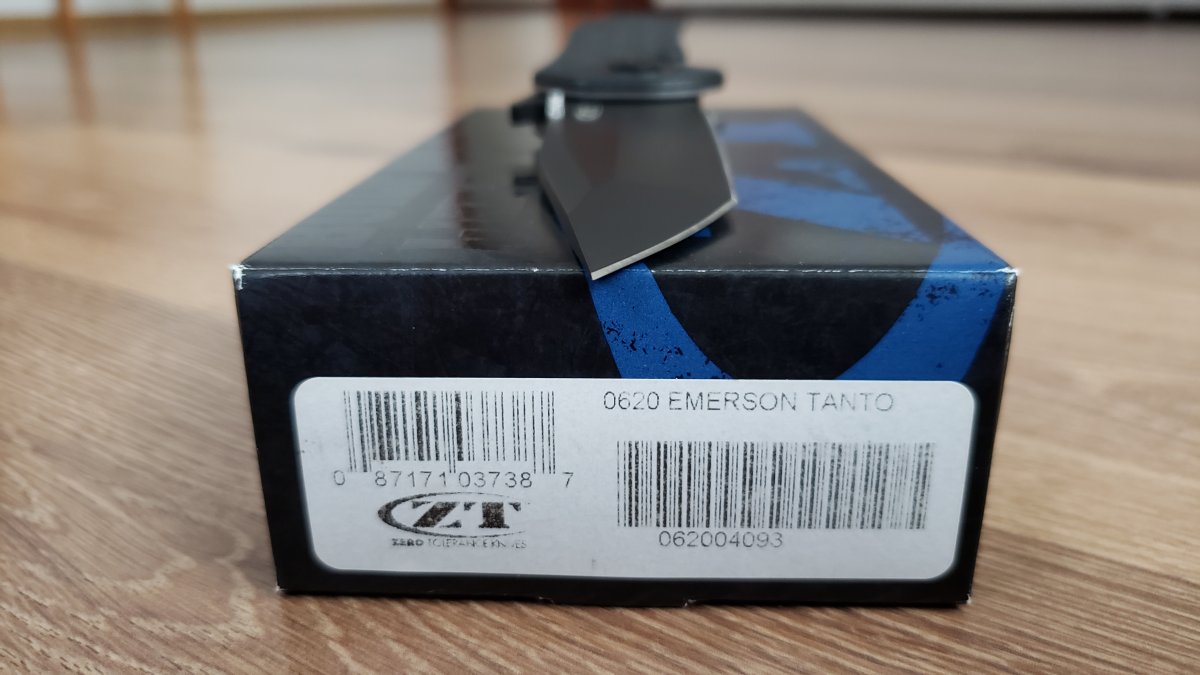 0620 EMERSON TANTO
0 87171 03738 7
ZT
ZERO TOLERANCE KNIVES
062004093